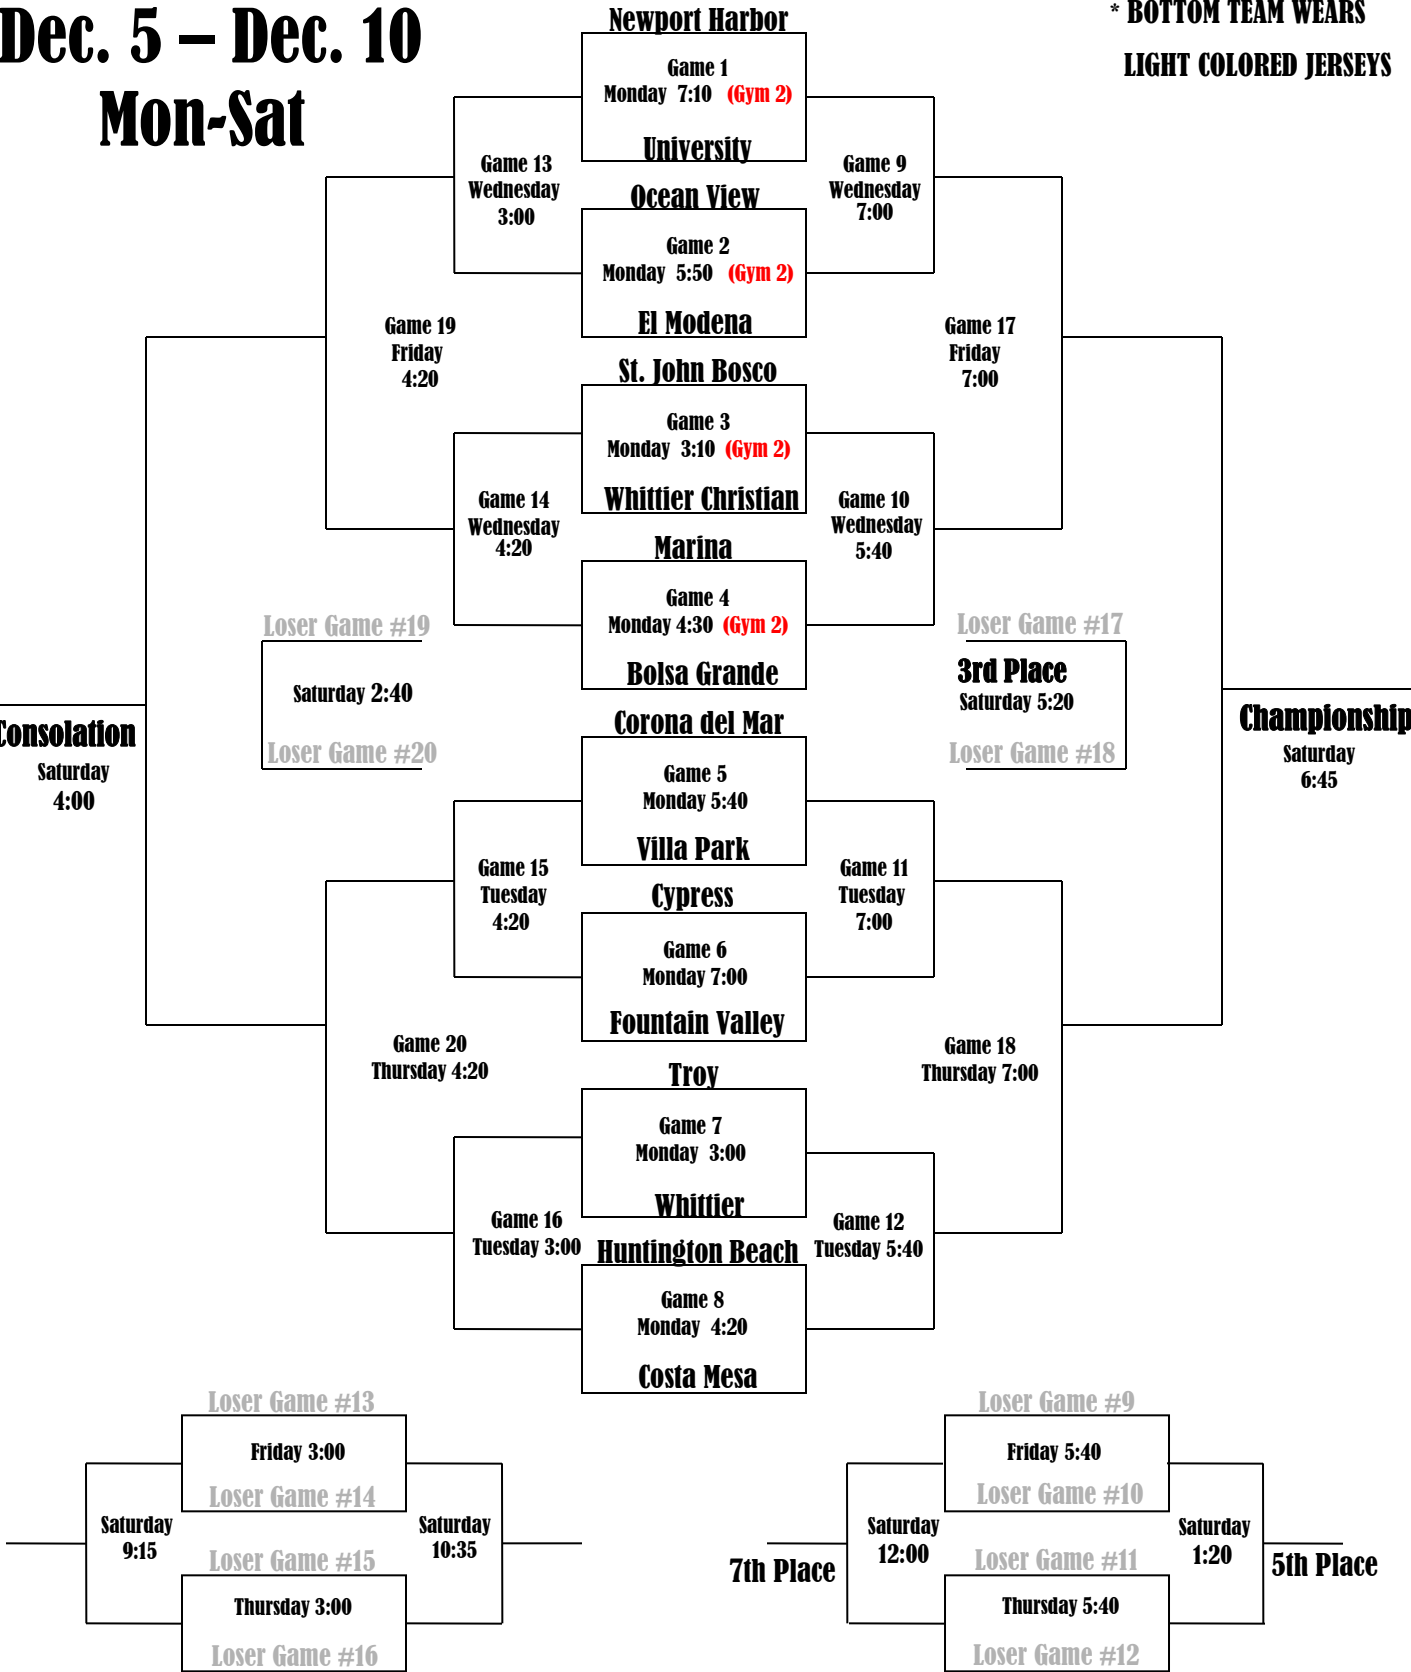 Dec. 5 – Dec. 10
Mon-Sat
* BOTTOM TEAM WEARS
LIGHT COLORED JERSEYS
Newport Harbor
Game 1
Monday 7:10 (Gym 2)
University
Game 13
Wednesday
3:00
Game 9
Wednesday
7:00
Ocean View
Game 2
Monday 5:50 (Gym 2)
El Modena
Game 19
Friday
4:20
Game 17
Friday
7:00
St. John Bosco
Game 3
Monday 3:10 (Gym 2)
Whittier Christian
Game 14
Wednesday
4:20
Game 10
Wednesday
5:40
Marina
Game 4
Monday 4:30 (Gym 2)
Bolsa Grande
Loser Game #19
Saturday 2:40
Loser Game #20
Loser Game #17
3rd Place
Saturday 5:20
Loser Game #18
Consolation
Saturday
4:00
Championship
Saturday
6:45
Corona del Mar
Game 5
Monday 5:40
Villa Park
Game 15
Tuesday
4:20
Game 11
Tuesday
7:00
Cypress
Game 6
Monday 7:00
Fountain Valley
Game 20
Thursday 4:20
Game 18
Thursday 7:00
Troy
Game 7
Monday 3:00
Whittier
Game 16
Tuesday 3:00
Game 12
Tuesday 5:40
Huntington Beach
Game 8
Monday 4:20
Costa Mesa
Loser Game #13
Friday 3:00
Loser Game #14
Saturday
9:15
Saturday
10:35
Loser Game #15
Thursday 3:00
Loser Game #16
Loser Game #9
Friday 5:40
Loser Game #10
Saturday
12:00
Saturday
1:20
7th Place
5th Place
Loser Game #11
Thursday 5:40
Loser Game #12